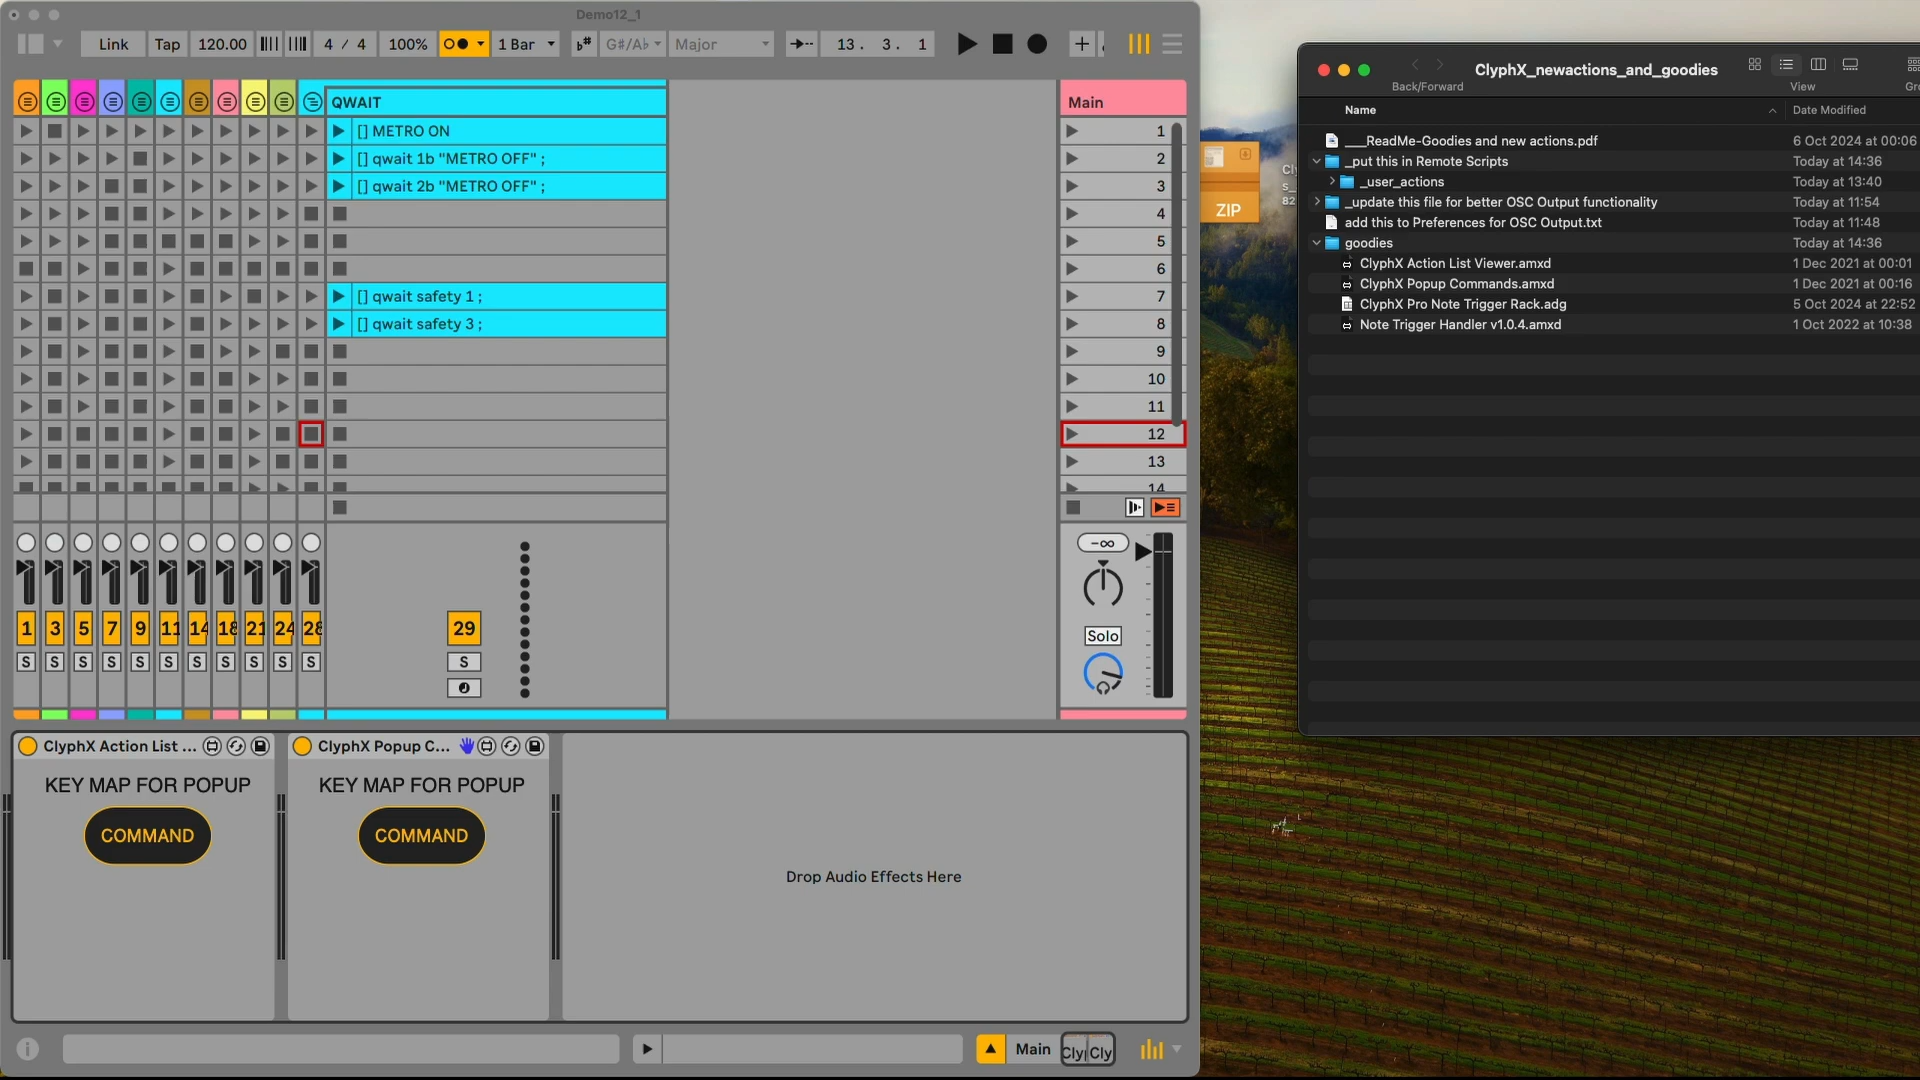 Demo12_1
Link Tap 120.00 4 / 4 100% 1 Bar G#/Ab Major 13. 3. 1
QWAIT Main
[] METRO ON 1
[] qwait 1b "METRO OFF" ; 2
[] qwait 2b "METRO OFF" ; 3
4
5
6
[] qwait safety 1 ; 7
[] qwait safety 3 ; 8
9
10
11
12
13
14
-∞
1 3 5 7 9 11 14 18 21 24 28 29 Solo
S S S S S S S S S S S S
ClyphX Action List ... ClyphX Popup C...
KEY MAP FOR POPUP KEY MAP FOR POPUP
COMMAND COMMAND
Drop Audio Effects Here
Main Cly Cly
ZIP
ClyphX_newactions_and_goodies
Back/Forward View
Name Date Modified
___ReadMe-Goodies and new actions.pdf 6 Oct 2024 at 00:06
_put this in Remote Scripts Today at 14:36
_user_actions Today at 13:40
_update this file for better OSC Output functionality Today at 11:54
add this to Preferences for OSC Output.txt Today at 11:48
goodies Today at 14:36
ClyphX Action List Viewer.amxd 1 Dec 2021 at 00:01
ClyphX Popup Commands.amxd 1 Dec 2021 at 00:16
ClyphX Pro Note Trigger Rack.adg 5 Oct 2024 at 22:52
Note Trigger Handler v1.0.4.amxd 1 Oct 2022 at 10:38